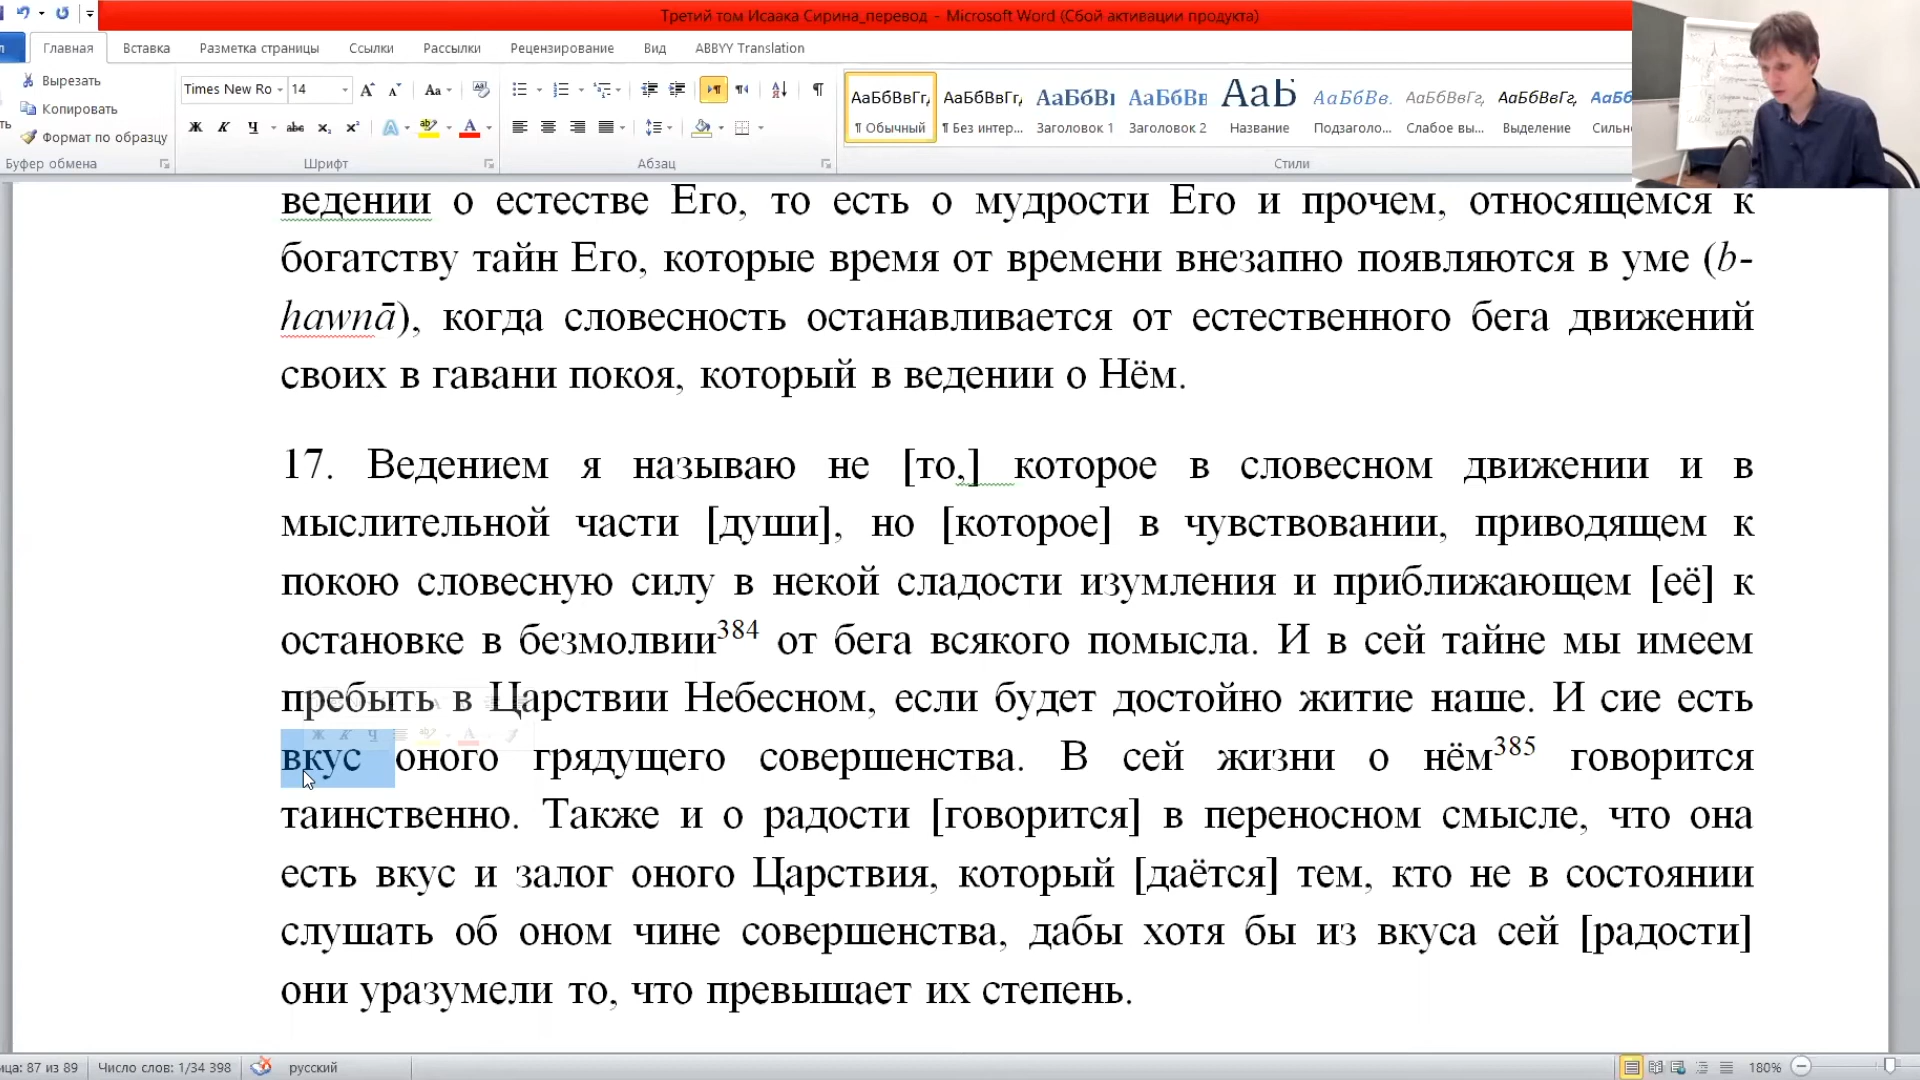 Третий том Исаака Сирина_перевод - Microsoft Word (Сбой активации продукта)
Главная Вставка Разметка страницы Ссылки Рассылки Рецензирование Вид ABBYY Translation
Вырезать
Копировать
Формат по образцу
Буфер обмена
Times New Ro 14
Шрифт
Абзац
АаБбВвГг, АаБбВвГг, АаБбВı АаБбВв АаБ АаБбВв. АаБбВвГг, АаБбВвГг, АаБб
¶ Обычный ¶ Без интер... Заголовок 1 Заголовок 2 Название Подзаголо... Слабое вы... Выделение Сильн
Стили
ведении о естестве Его, то есть о мудрости Его и прочем, относящемся к
богатству тайн Его, которые время от времени внезапно появляются в уме (b-
hawnā), когда словесность останавливается от естественного бега движений
своих в гавани покоя, который в ведении о Нём.
17. Ведением я называю не [то,] которое в словесном движении и в
мыслительной части [души], но [которое] в чувствовании, приводящем к
покою словесную силу в некой сладости изумления и приближающем [её] к
остановке в безмолвии384 от бега всякого помысла. И в сей тайне мы имеем
пребыть в Царствии Небесном, если будет достойно житие наше. И сие есть
вкус оного грядущего совершенства. В сей жизни о нём385 говорится
таинственно. Также и о радости [говорится] в переносном смысле, что она
есть вкус и залог оного Царствия, который [даётся] тем, кто не в состоянии
слушать об оном чине совершенства, дабы хотя бы из вкуса сей [радости]
они уразумели то, что превышает их степень.
ица: 87 из 89 Число слов: 1/34 398 русский 180%